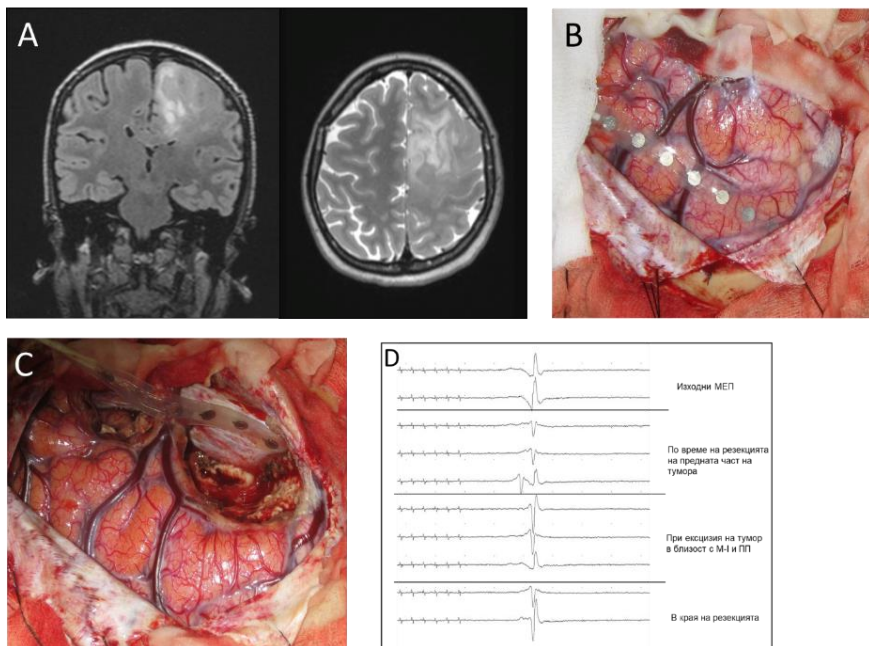 A
B
C
D
Изходни МЕП
По време на резекцията
на предната част на
тумора
При ексцизия на тумор
в близост с М-I и ПП
В края на резекцията